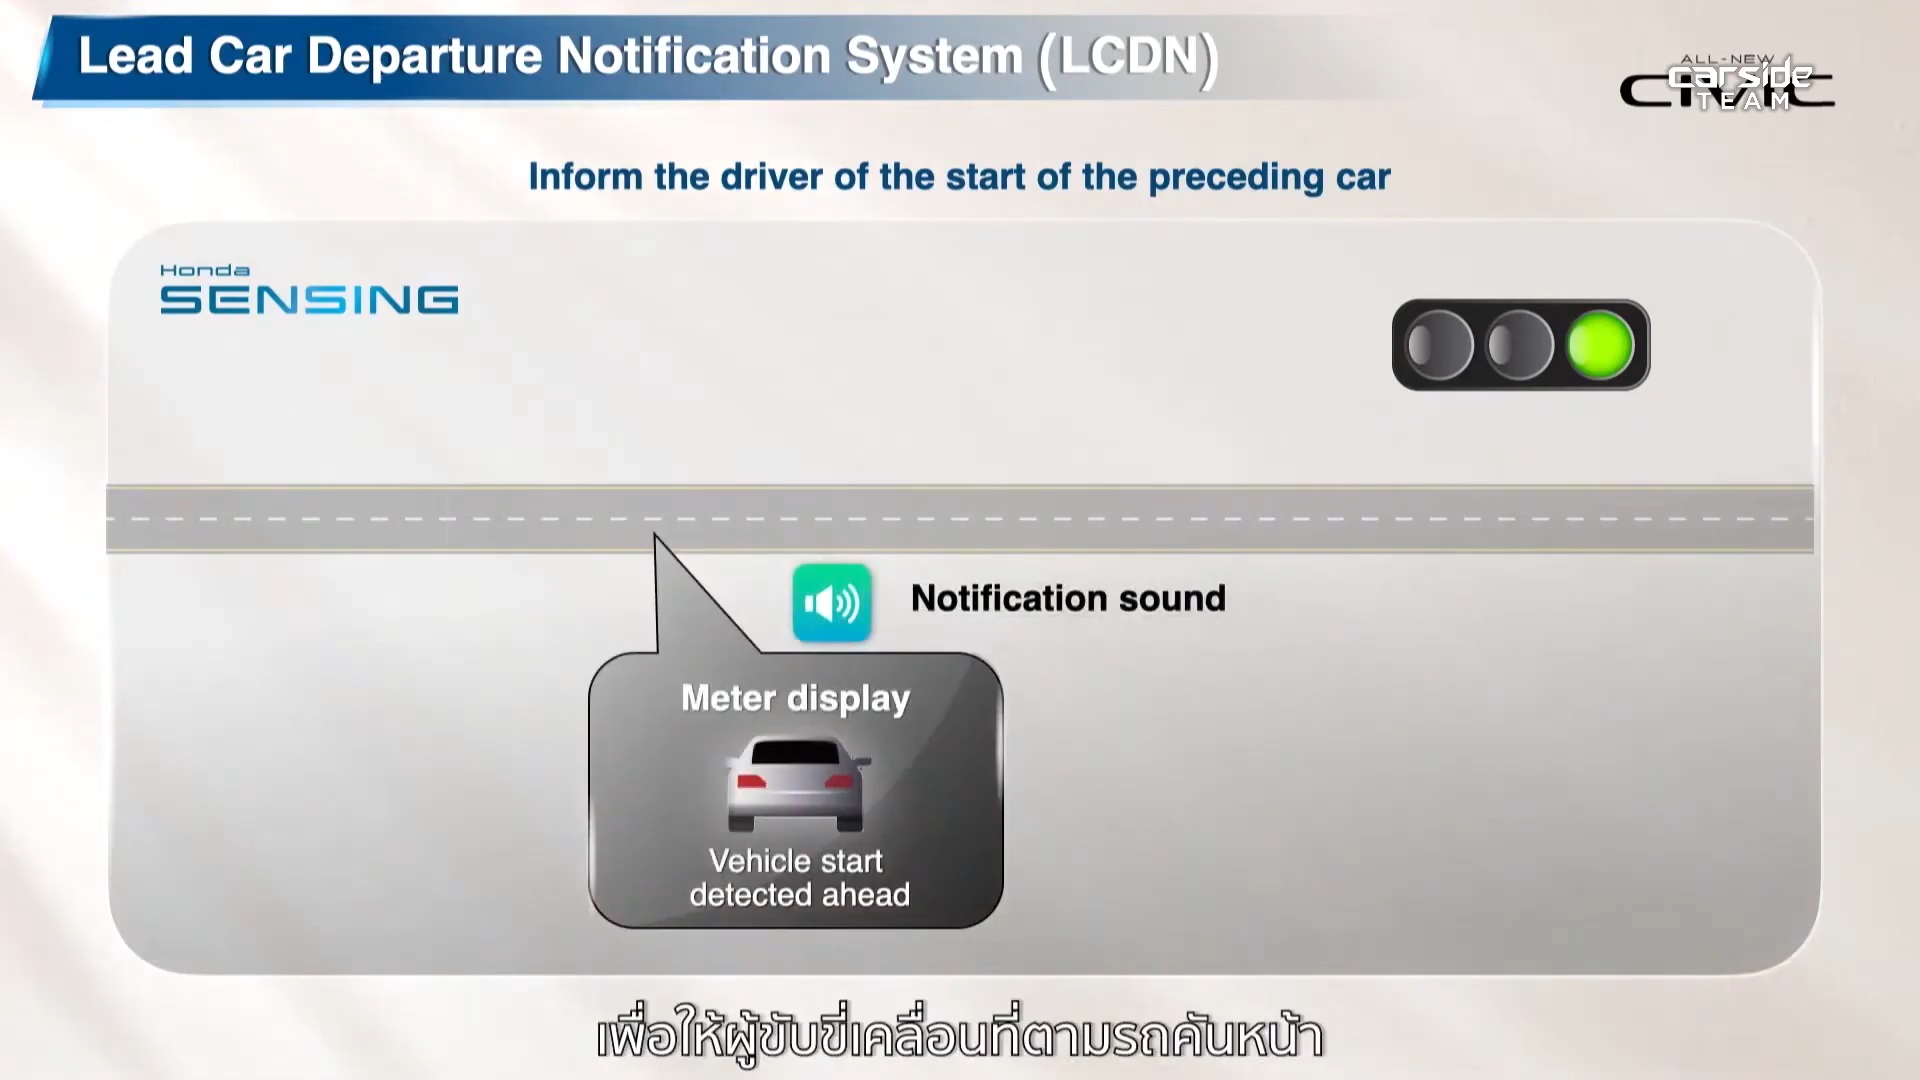 Lead Car Departure Notification System (LCDN)
ALL-NEW
CIVIC
carside
TEAM
Inform the driver of the start of the preceding car
Honda
SENSING
Notification sound
Meter display
Vehicle start
detected ahead
เพื่อให้ผู้ขับขี่เคลื่อนที่ตามรถคันหน้า